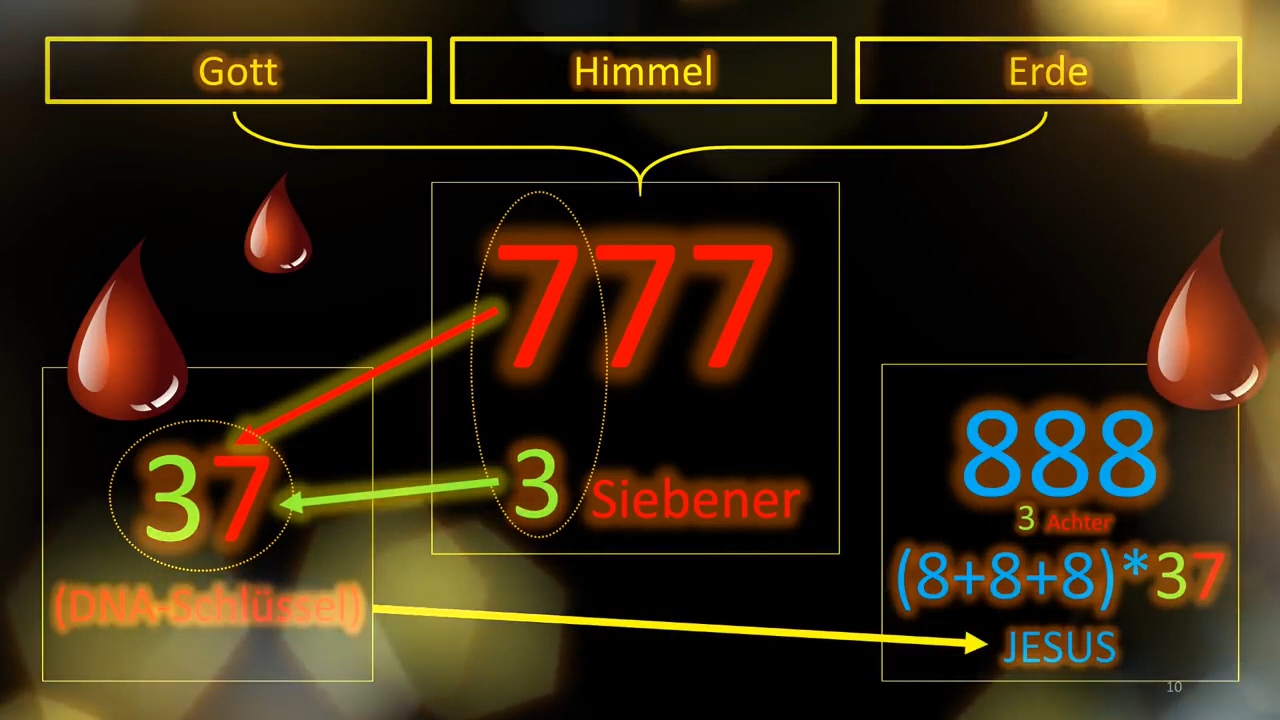 Gott
Himmel
Erde
777
3 Siebener
37
(DNA-Schlüssel)
888
3 Achter
(8+8+8)*37
JESUS
10